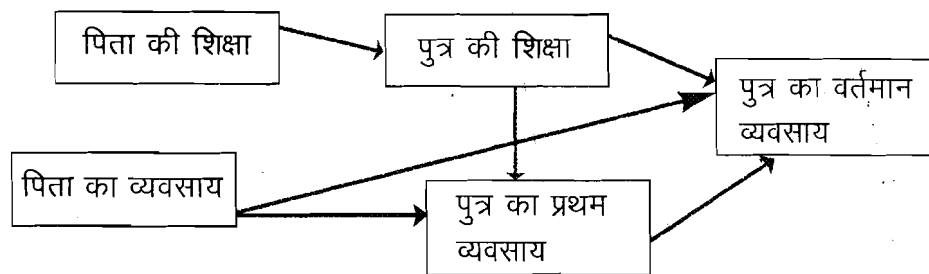 पिता की शिक्षा
पुत्र की शिक्षा
पुत्र का वर्तमान
व्यवसाय
पिता का व्यवसाय
पुत्र का प्रथम
व्यवसाय